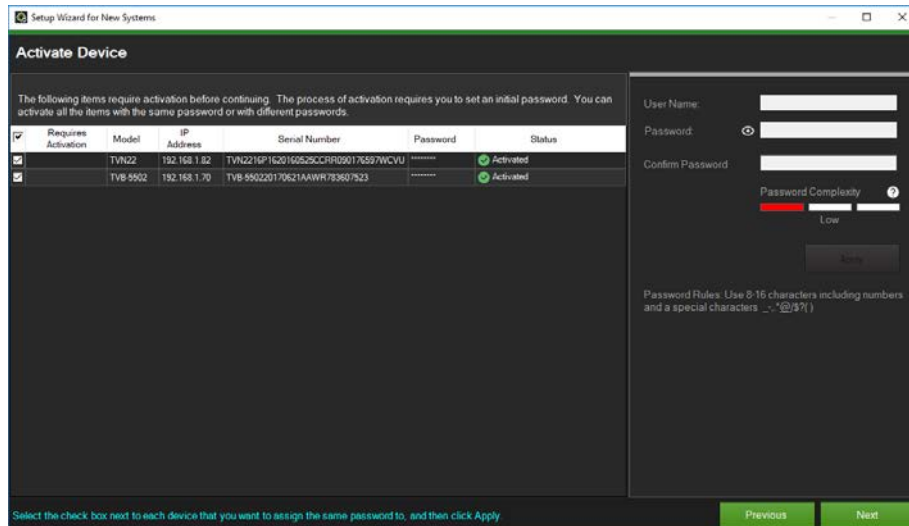 Setup Wizard for New Systems
Activate Device
The following items require activation before continuing. The process of activation requires you to set an initial password. You can
activate all the items with the same password or with different passwords.
Requires Activation Model IP Address Serial Number Password Status
TVN22 192.168.1.82 TVN2216P1620160525CCRR090176597WCVU ******** Activated
TVB-5502 192.168.1.70 TVB-550220170621AAWR783607523 ******** Activated
User Name:
Password:
Confirm Password
Password Complexity ?
Low
Apply
Password Rules: Use 8-16 characters including numbers
and a special characters _-,.*@/$?( )
Select the check box next to each device that you want to assign the same password to, and then click Apply.
Previous Next